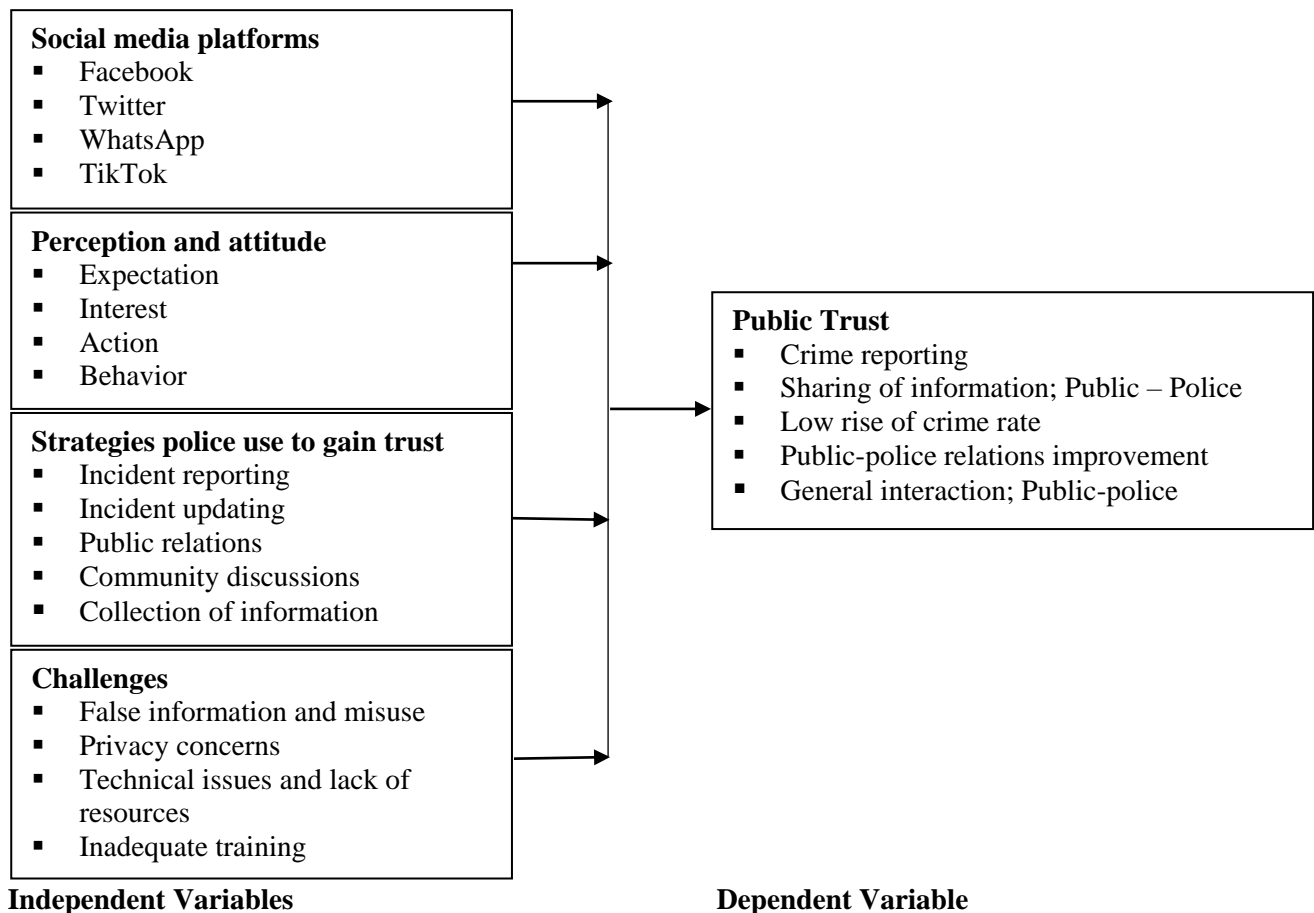 Social media platforms
▪ Facebook
▪ Twitter
▪ WhatsApp
▪ TikTok
Perception and attitude
▪ Expectation
▪ Interest
▪ Action
▪ Behavior
Strategies police use to gain trust
▪ Incident reporting
▪ Incident updating
▪ Public relations
▪ Community discussions
▪ Collection of information
Challenges
▪ False information and misuse
▪ Privacy concerns
▪ Technical issues and lack of
resources
▪ Inadequate training
Independent Variables
Public Trust
▪ Crime reporting
▪ Sharing of information; Public – Police
▪ Low rise of crime rate
▪ Public-police relations improvement
▪ General interaction; Public-police
Dependent Variable